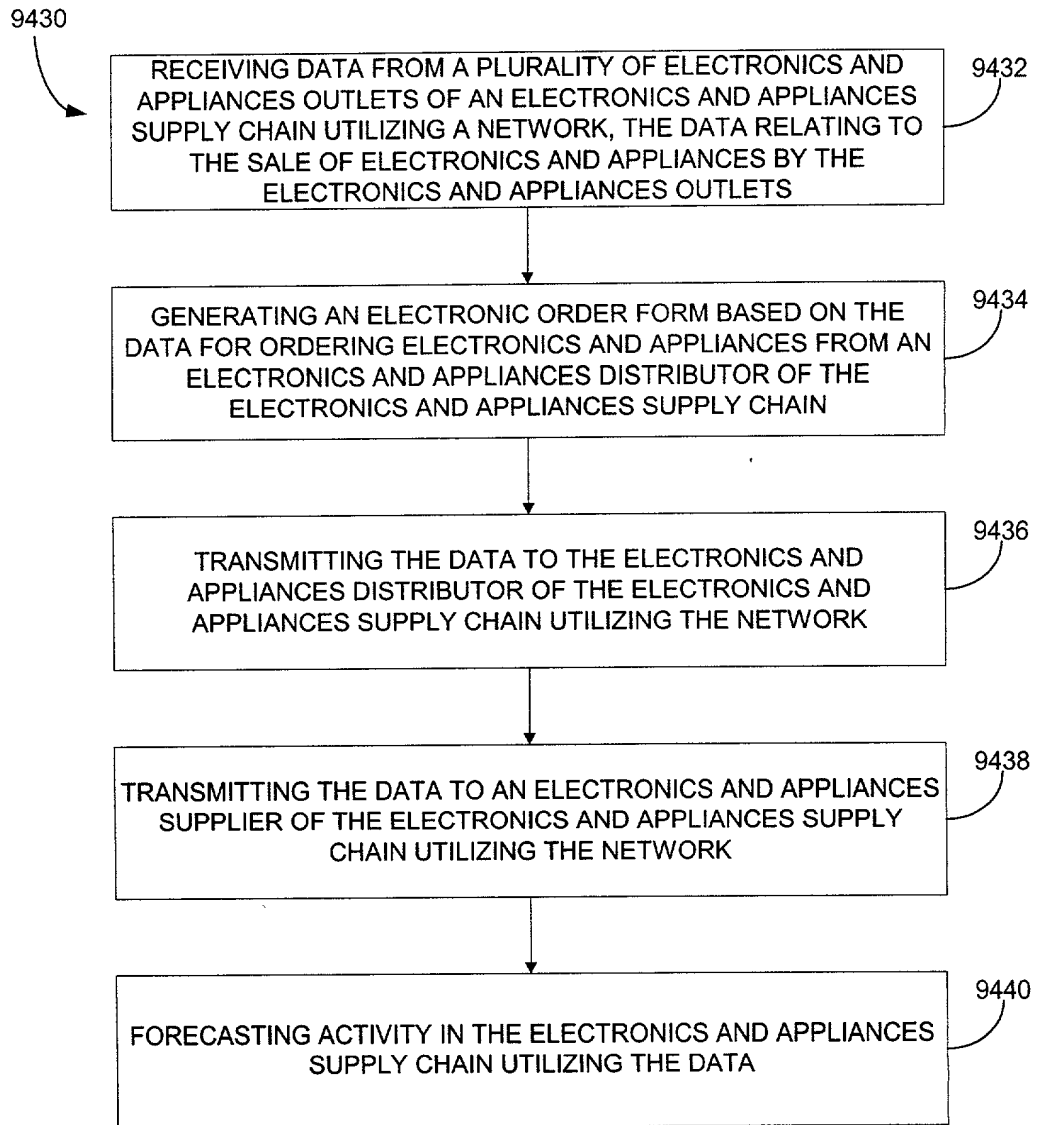 9430
RECEIVING DATA FROM A PLURALITY OF ELECTRONICS AND
APPLIANCES OUTLETS OF AN ELECTRONICS AND APPLIANCES
SUPPLY CHAIN UTILIZING A NETWORK, THE DATA RELATING TO
THE SALE OF ELECTRONICS AND APPLIANCES BY THE
ELECTRONICS AND APPLIANCES OUTLETS
9432
GENERATING AN ELECTRONIC ORDER FORM BASED ON THE
DATA FOR ORDERING ELECTRONICS AND APPLIANCES FROM AN
ELECTRONICS AND APPLIANCES DISTRIBUTOR OF THE
ELECTRONICS AND APPLIANCES SUPPLY CHAIN
9434
TRANSMITTING THE DATA TO THE ELECTRONICS AND
APPLIANCES DISTRIBUTOR OF THE ELECTRONICS AND
APPLIANCES SUPPLY CHAIN UTILIZING THE NETWORK
9436
TRANSMITTING THE DATA TO AN ELECTRONICS AND APPLIANCES
SUPPLIER OF THE ELECTRONICS AND APPLIANCES SUPPLY
CHAIN UTILIZING THE NETWORK
9438
FORECASTING ACTIVITY IN THE ELECTRONICS AND APPLIANCES
SUPPLY CHAIN UTILIZING THE DATA
9440